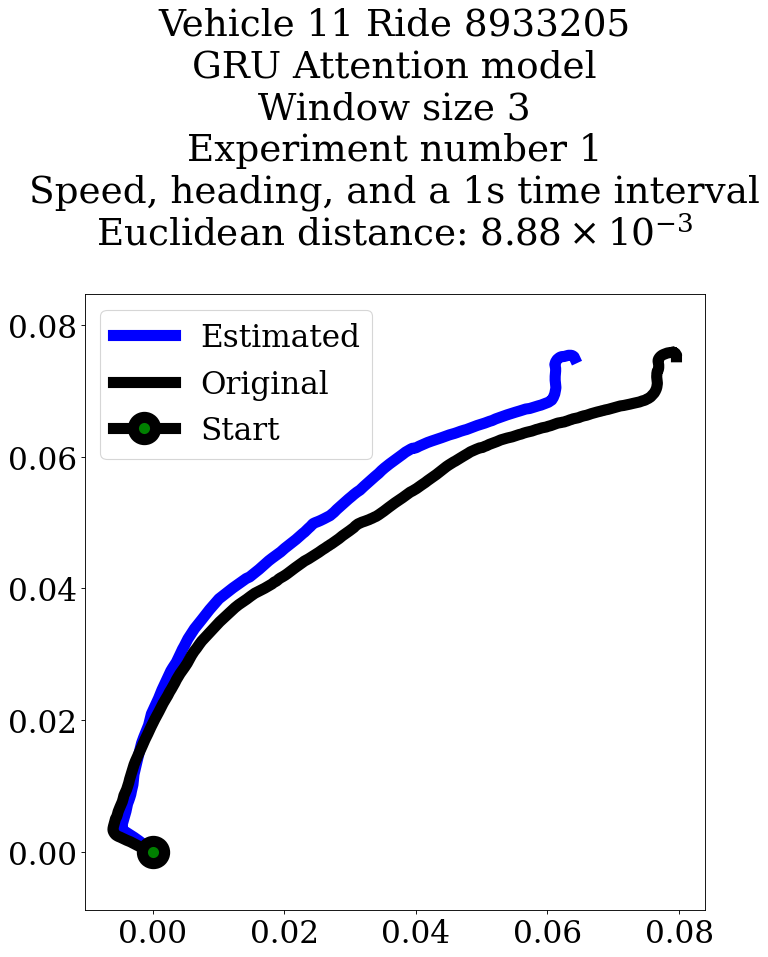 Vehicle 11 Ride 8933205
GRU Attention model
Window size 3
Experiment number 1
Speed, heading, and a 1s time interval
Euclidean distance: 8.88 × 10⁻³
Estimated
Original
Start
0.08
0.06
0.04
0.02
0.00
0.00 0.02 0.04 0.06 0.08